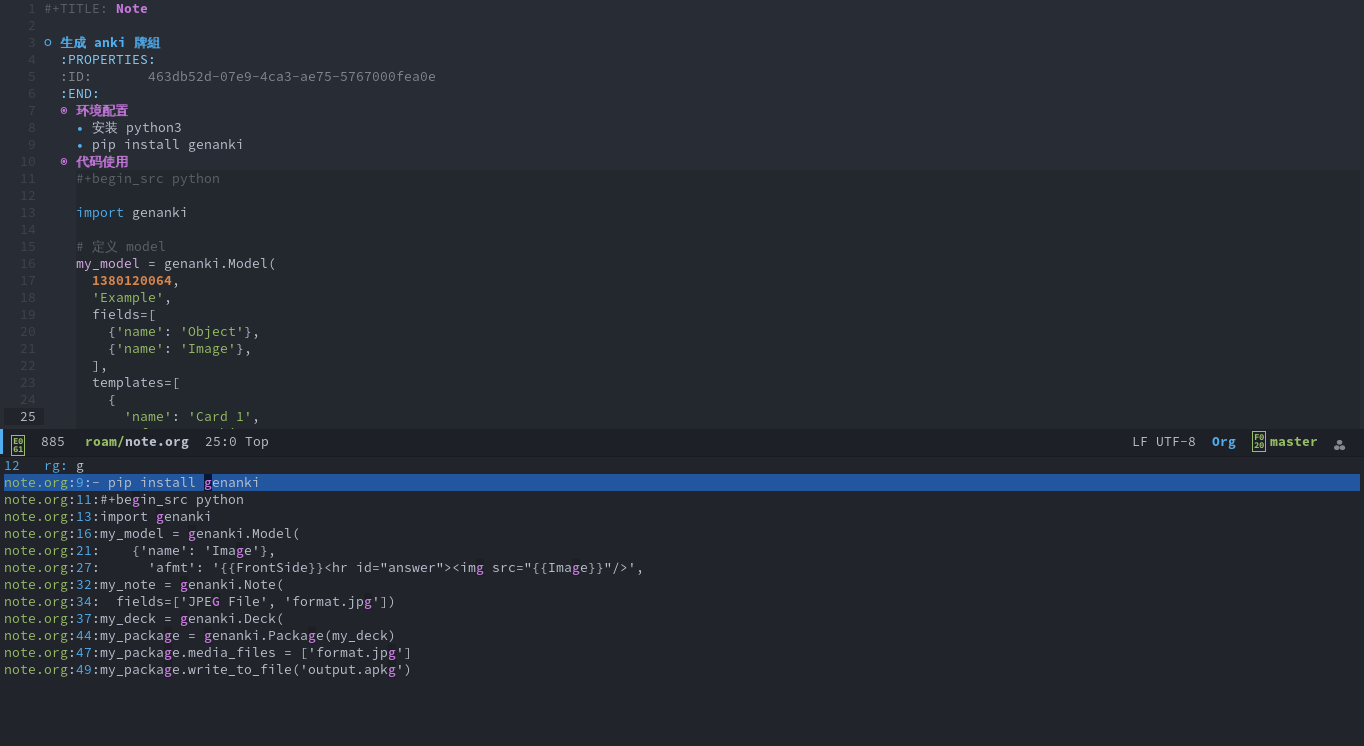 1 #+TITLE: Note
2
3 生成 anki 牌組
4 :PROPERTIES:
5 :ID: 463db52d-07e9-4ca3-ae75-5767000fea0e
6 :END:
7 环境配置
8 • 安装 python3
9 • pip install genanki
10 代码使用
11 #+begin_src python
12
13 import genanki
14
15 # 定义 model
16 my_model = genanki.Model(
17 1380120064,
18 'Example',
19 fields=[
20 {'name': 'Object'},
21 {'name': 'Image'},
22 ],
23 templates=[
24 {
25 'name': 'Card 1',
E0 61 885 roam/note.org 25:0 Top LF UTF-8 Org F0 20 master
12 rg: g
note.org:9:- pip install genanki
note.org:11:#+begin_src python
note.org:13:import genanki
note.org:16:my_model = genanki.Model(
note.org:21:    {'name': 'Image'},
note.org:27:      'afmt': '{{FrontSide}}<hr id="answer"><img src="{{Image}}"/>',
note.org:32:my_note = genanki.Note(
note.org:34:  fields=['JPEG File', 'format.jpg'])
note.org:37:my_deck = genanki.Deck(
note.org:44:my_package = genanki.Package(my_deck)
note.org:47:my_package.media_files = ['format.jpg']
note.org:49:my_package.write_to_file('output.apkg')